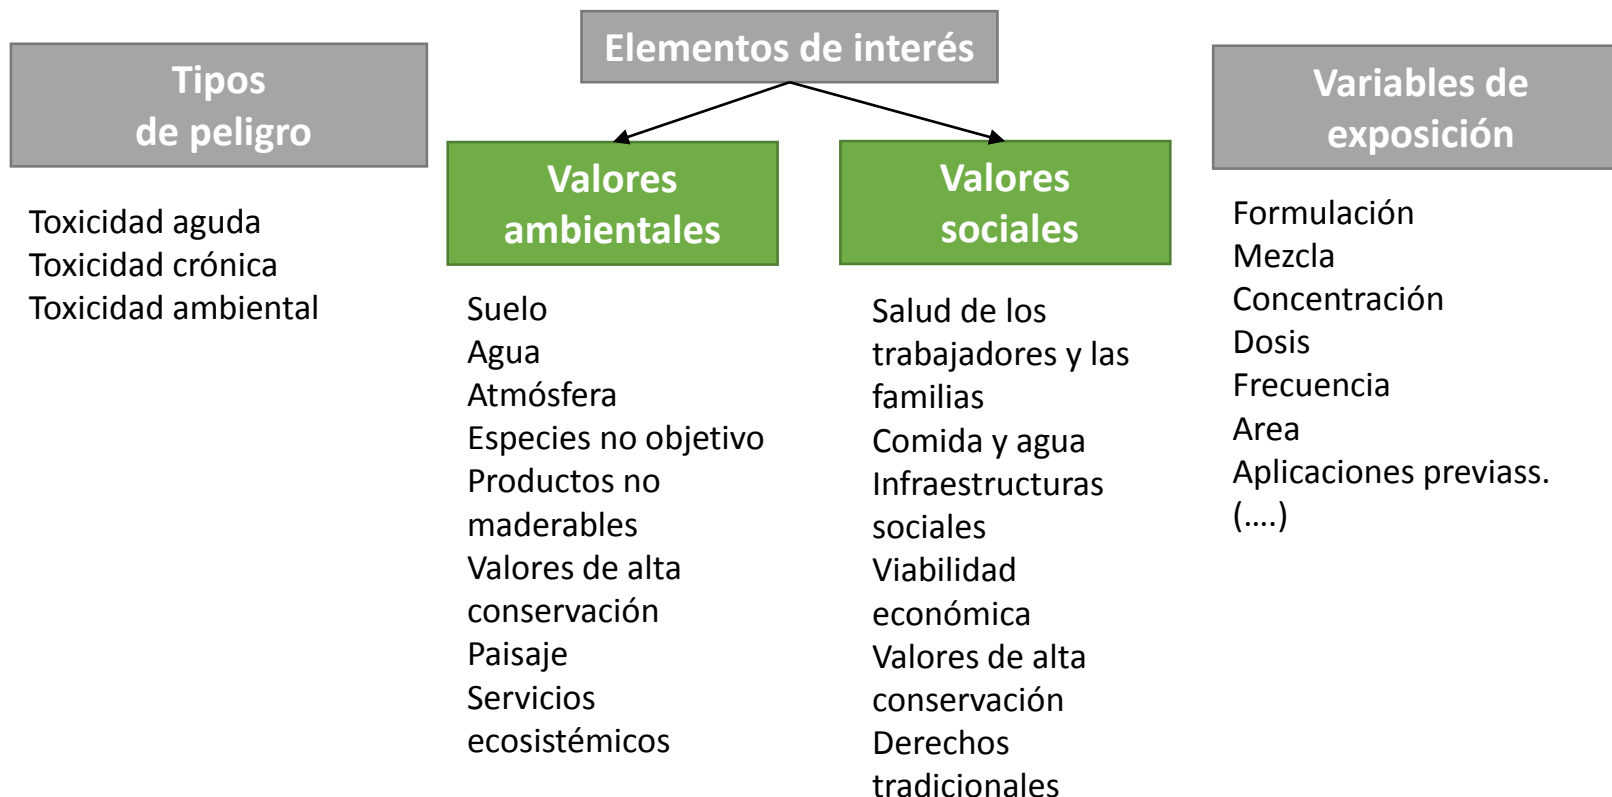 Elementos de interés
Tipos
de peligro
Toxicidad aguda
Toxicidad crónica
Toxicidad ambiental
Valores
ambientales
Suelo
Agua
Atmósfera
Especies no objetivo
Productos no
maderables
Valores de alta
conservación
Paisaje
Servicios
ecosistémicos
Valores
sociales
Salud de los
trabajadores y las
familias
Comida y agua
Infraestructuras
sociales
Viabilidad
económica
Valores de alta
conservación
Derechos
tradicionales
Variables de
exposición
Formulación
Mezcla
Concentración
Dosis
Frecuencia
Area
Aplicaciones previass.
(....)